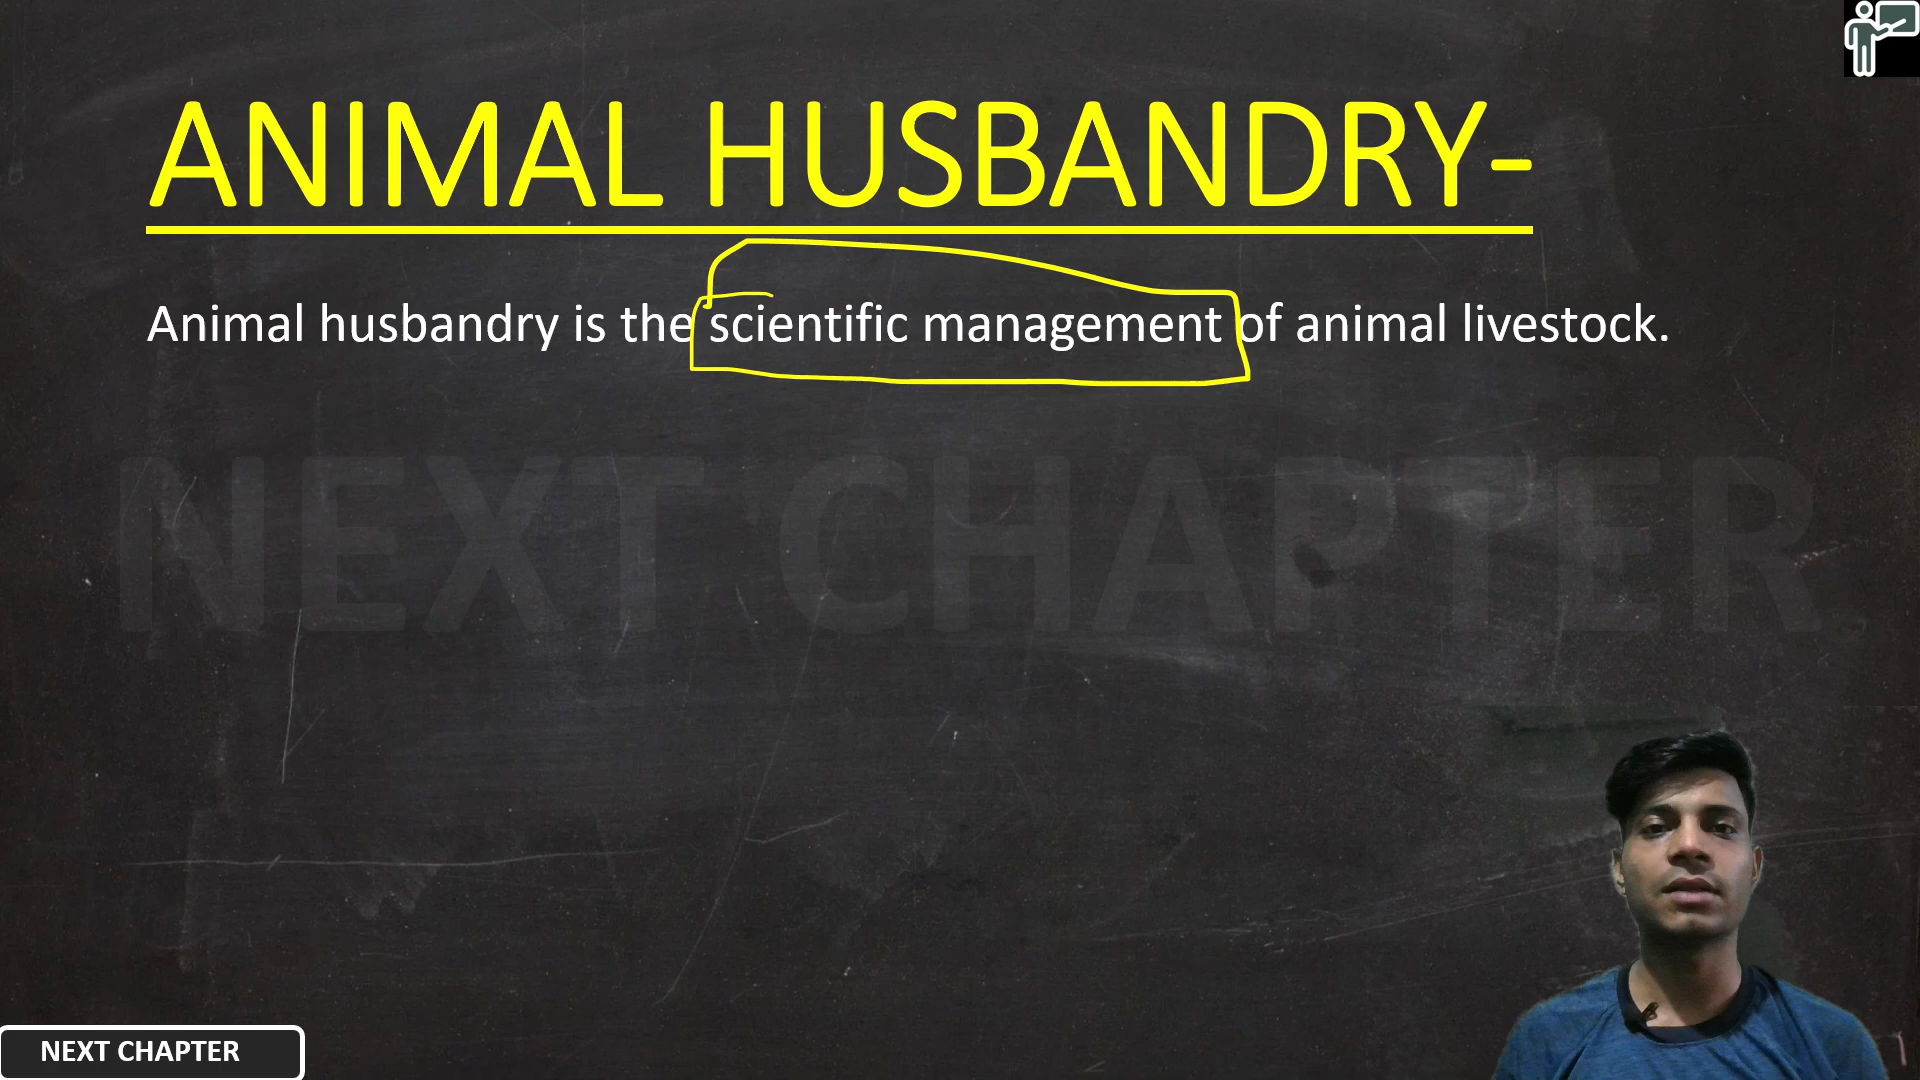 ANIMAL HUSBANDRY-
Animal husbandry is the scientific management of animal livestock.
NEXT CHAPTER
NEXT CHAPTER